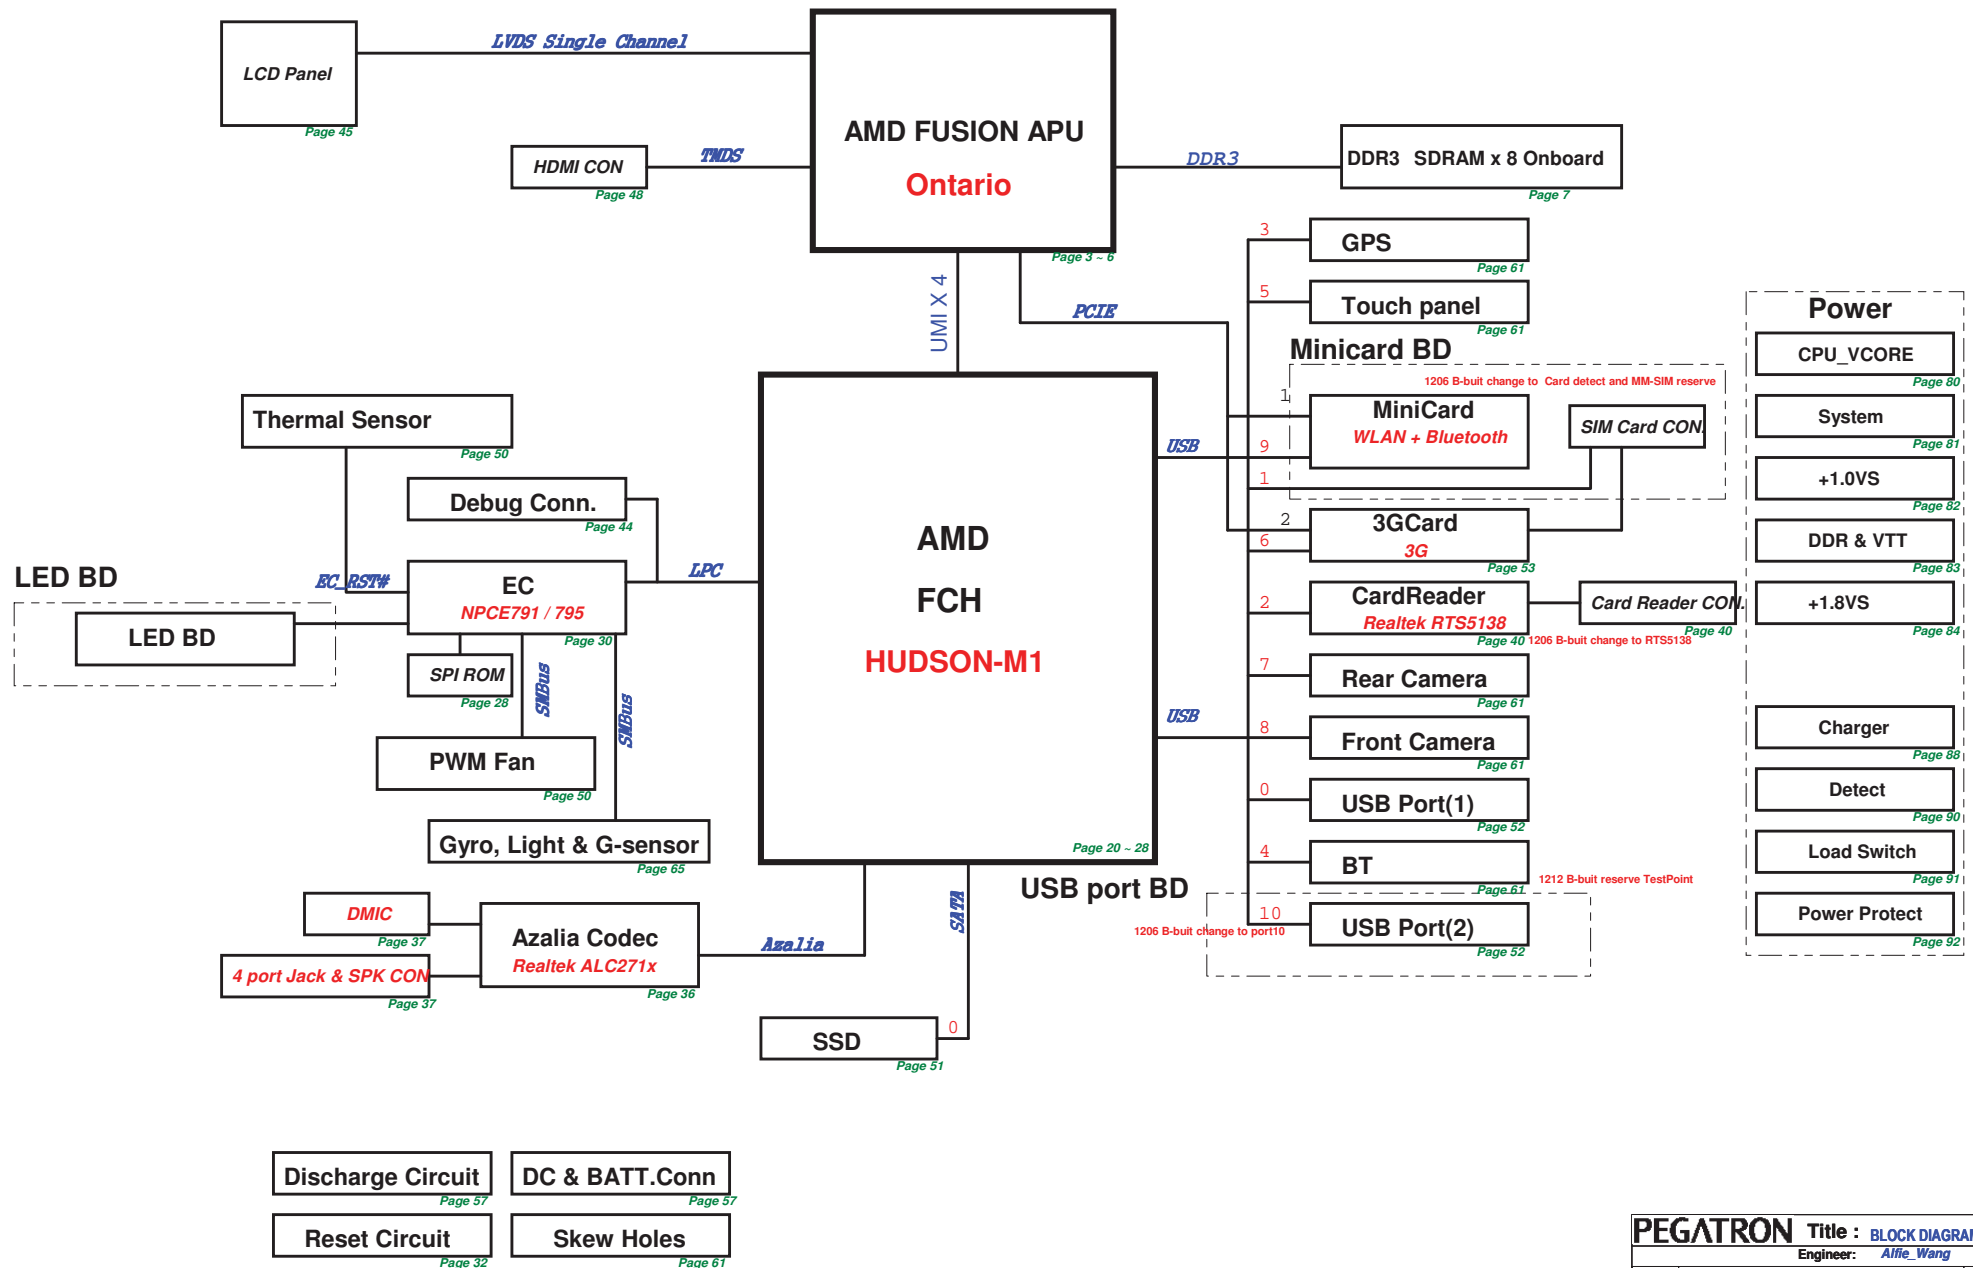 LVDS Single Channel
LCD Panel
Page 45
AMD FUSION APU
Ontario
Page 3 ~ 6
HDMI CON
TMDS
Page 48
DDR3
DDR3 SDRAM x 8 Onboard
Page 7
UMI X 4
PCIE
3
GPS
Page 61
5
Touch panel
Page 61
Minicard BD
1206 B-buit change to Card detect and MM-SIM reserve
1
MiniCard
WLAN + Bluetooth
9
SIM Card CON.
1
2
3GCard
6
3G
Page 53
2
CardReader
Realtek RTS5138
Page 40
1206 B-buit change to RTS5138
Card Reader CON.
Page 40
7
Rear Camera
Page 61
8
Front Camera
Page 61
0
USB Port(1)
Page 52
4
BT
Page 61
1212 B-buit reserve TestPoint
USB port BD
10
1206 B-buit change to port10
USB Port(2)
Page 52
USB
USB
AMD
FCH
HUDSON-M1
Page 20 ~ 28
Thermal Sensor
Page 50
Debug Conn.
Page 44
LPC
EC_RST#
EC
NPCE791 / 795
Page 30
LED BD
LED BD
SPI ROM
Page 28
SMBus
SMBus
PWM Fan
Page 50
Gyro, Light & G-sensor
Page 65
DMIC
Page 37
4 port Jack & SPK CON
Page 37
Azalia Codec
Realtek ALC271x
Page 36
Azalia
SATA
SSD
0
Page 51
Power
CPU_VCORE
Page 80
System
Page 81
+1.0VS
Page 82
DDR & VTT
Page 83
+1.8VS
Page 84
Charger
Page 88
Detect
Page 90
Load Switch
Page 91
Power Protect
Page 92
Discharge Circuit
Page 57
DC & BATT.Conn
Page 57
Reset Circuit
Page 32
Skew Holes
Page 61
PEGATRON
Title : BLOCK DIAGRAM
Engineer: Alfie_Wang